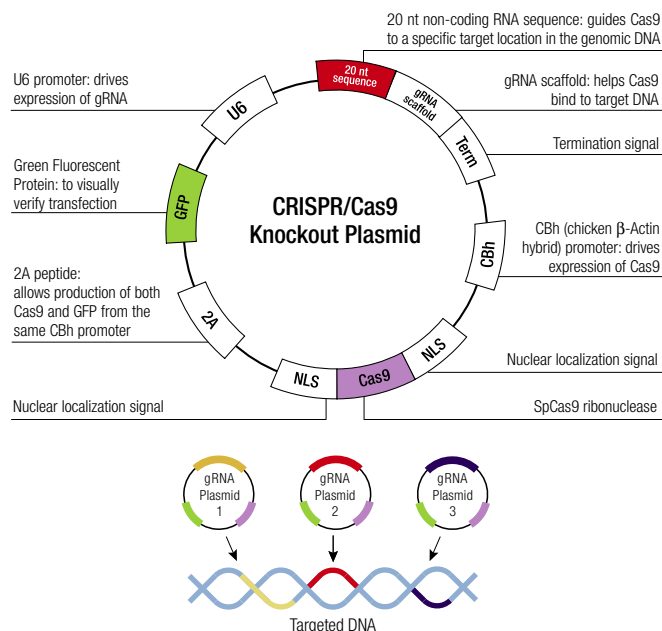 20 nt non-coding RNA sequence: guides Cas9
to a specific target location in the genomic DNA
U6 promoter: drives
expression of gRNA
20 nt
sequence
gRNA
scaffold
gRNA scaffold: helps Cas9
bind to target DNA
U6
Term
Termination signal
Green Fluorescent
Protein: to visually
verify transfection
GFP
CRISPR/Cas9
Knockout Plasmid
CBh
CBh (chicken β-Actin
hybrid) promoter: drives
expression of Cas9
2A peptide:
allows production of both
Cas9 and GFP from the
same CBh promoter
2A
NLS
Cas9
NLS
Nuclear localization signal
Nuclear localization signal
SpCas9 ribonuclease
gRNA
Plasmid
1
gRNA
Plasmid
2
gRNA
Plasmid
3
Targeted DNA